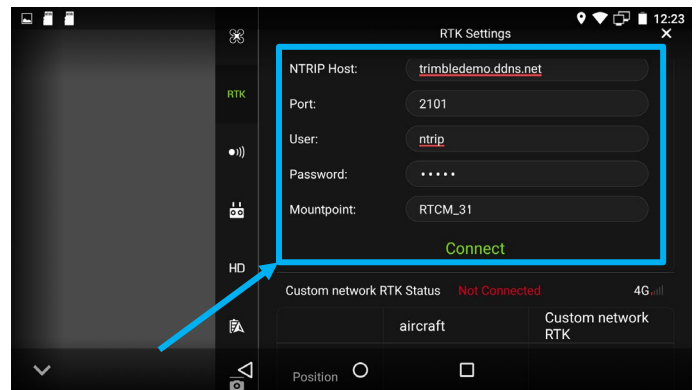 12:23
RTK Settings
NTRIP Host: trimbledemo.ddns.net
RTK
Port: 2101
User: ntrip
Password: •••••
Mountpoint: RTCM_31
Connect
HD
Custom network RTK Status Not Connected 4G
aircraft Custom network
RTK
Position